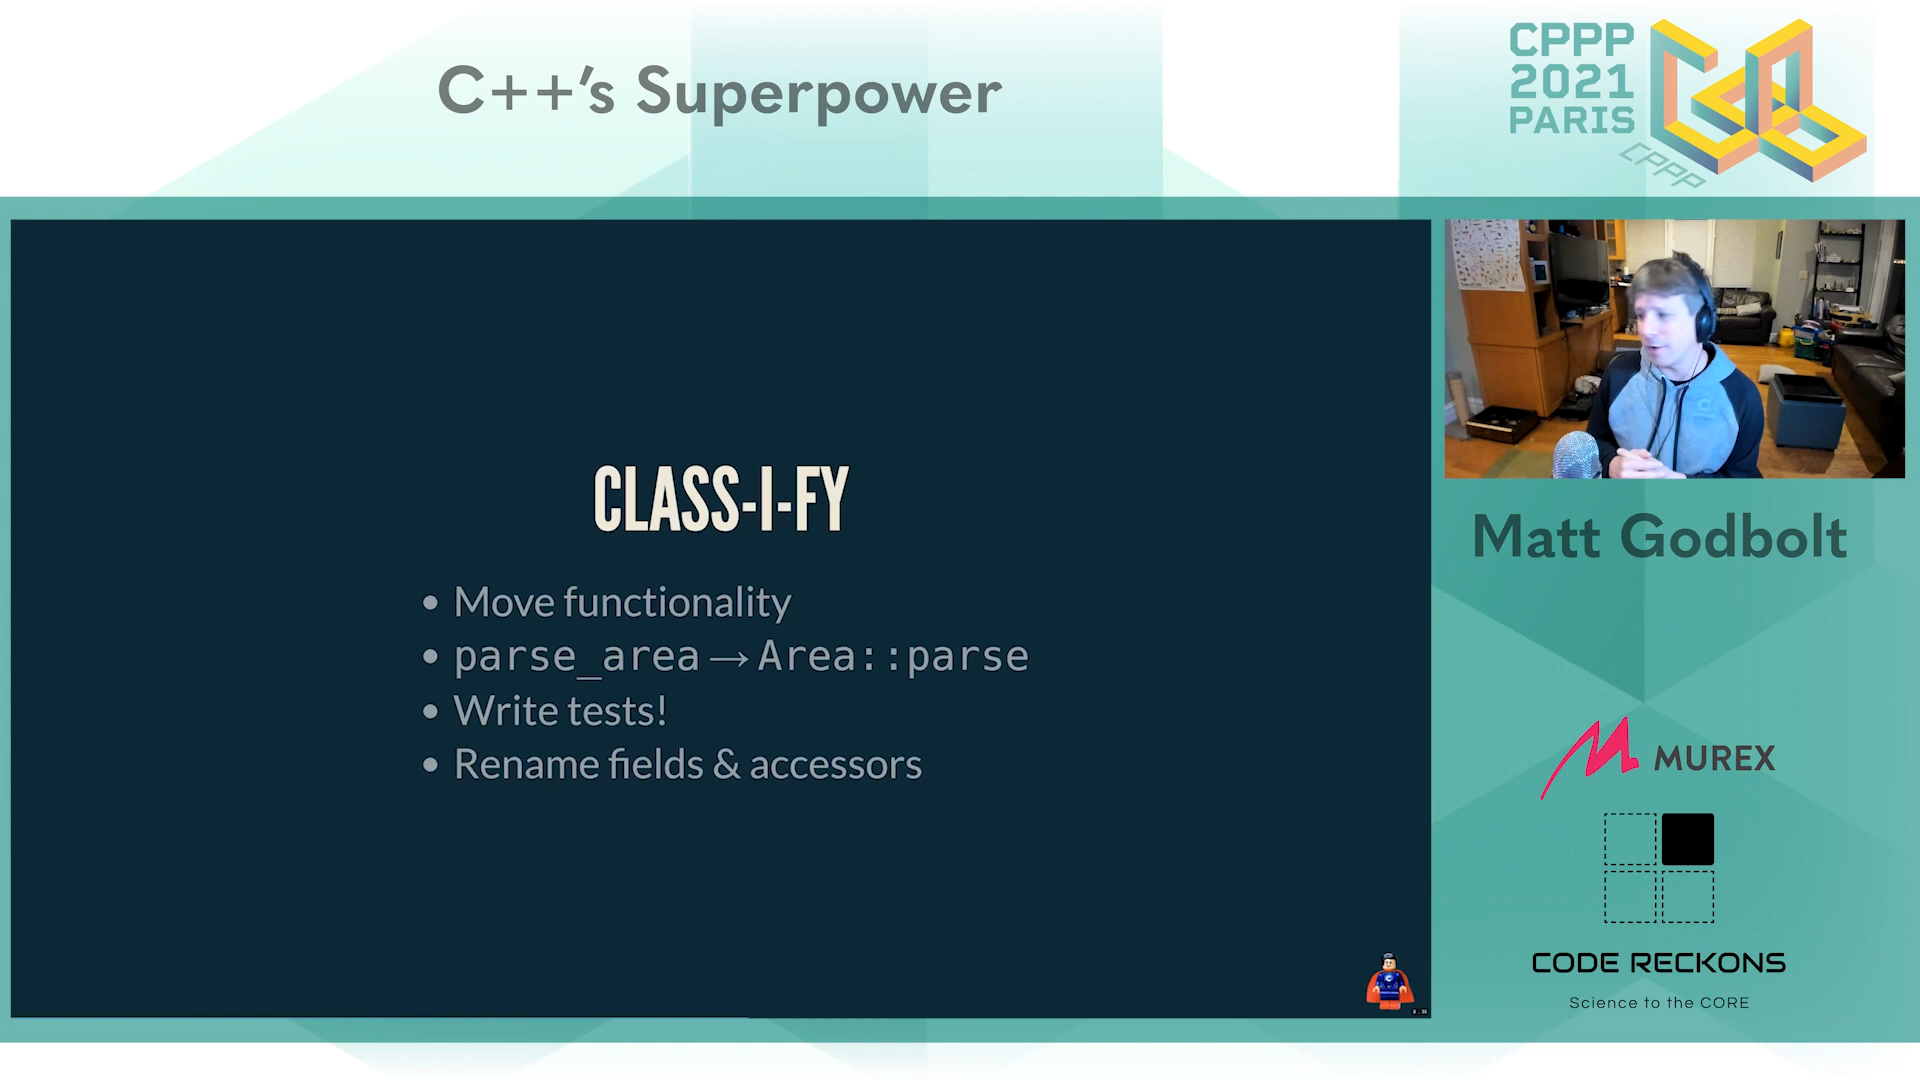 C++'s Superpower
CPPP
2021
PARIS
CPPP
CLASS-I-FY
• Move functionality
• parse_area → Area::parse
• Write tests!
• Rename fields & accessors
Matt Godbolt
MUREX
CODE RECKONS
Science to the CORE